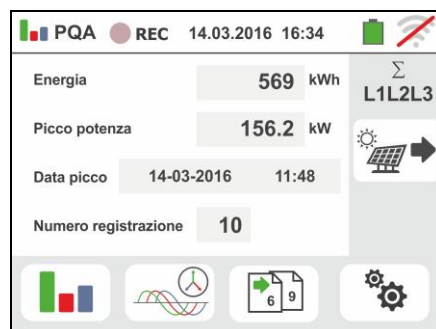 PQA REC 14.03.2016 16:34
Energia 569 kWh
Σ
L1L2L3
Picco potenza 156.2 kW
Data picco 14-03-2016 11:48
Numero registrazione 10
6 9